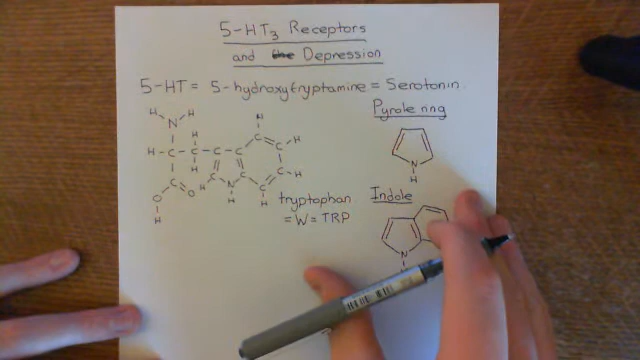 5-HT₃ Receptors
and the Depression
5-HT = 5-hydroxytryptamine = Serotonin
Pyrole ring
N
H
Indole
N
tryptophan
= W = TRP
H H
N
H H
H-C-C-C-C C C-H
H C C C C-H
C H N C
O O H H
H